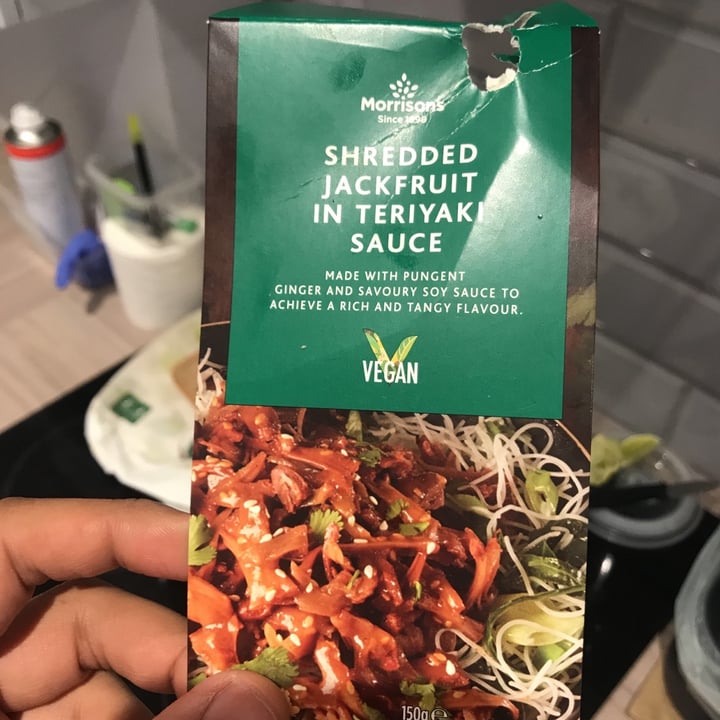 Morrisons
Since 1899
SHREDDED
JACKFRUIT
IN TERIYAKI
SAUCE
MADE WITH PUNGENT
GINGER AND SAVOURY SOY SAUCE TO
ACHIEVE A RICH AND TANGY FLAVOUR.
VEGAN
150g e